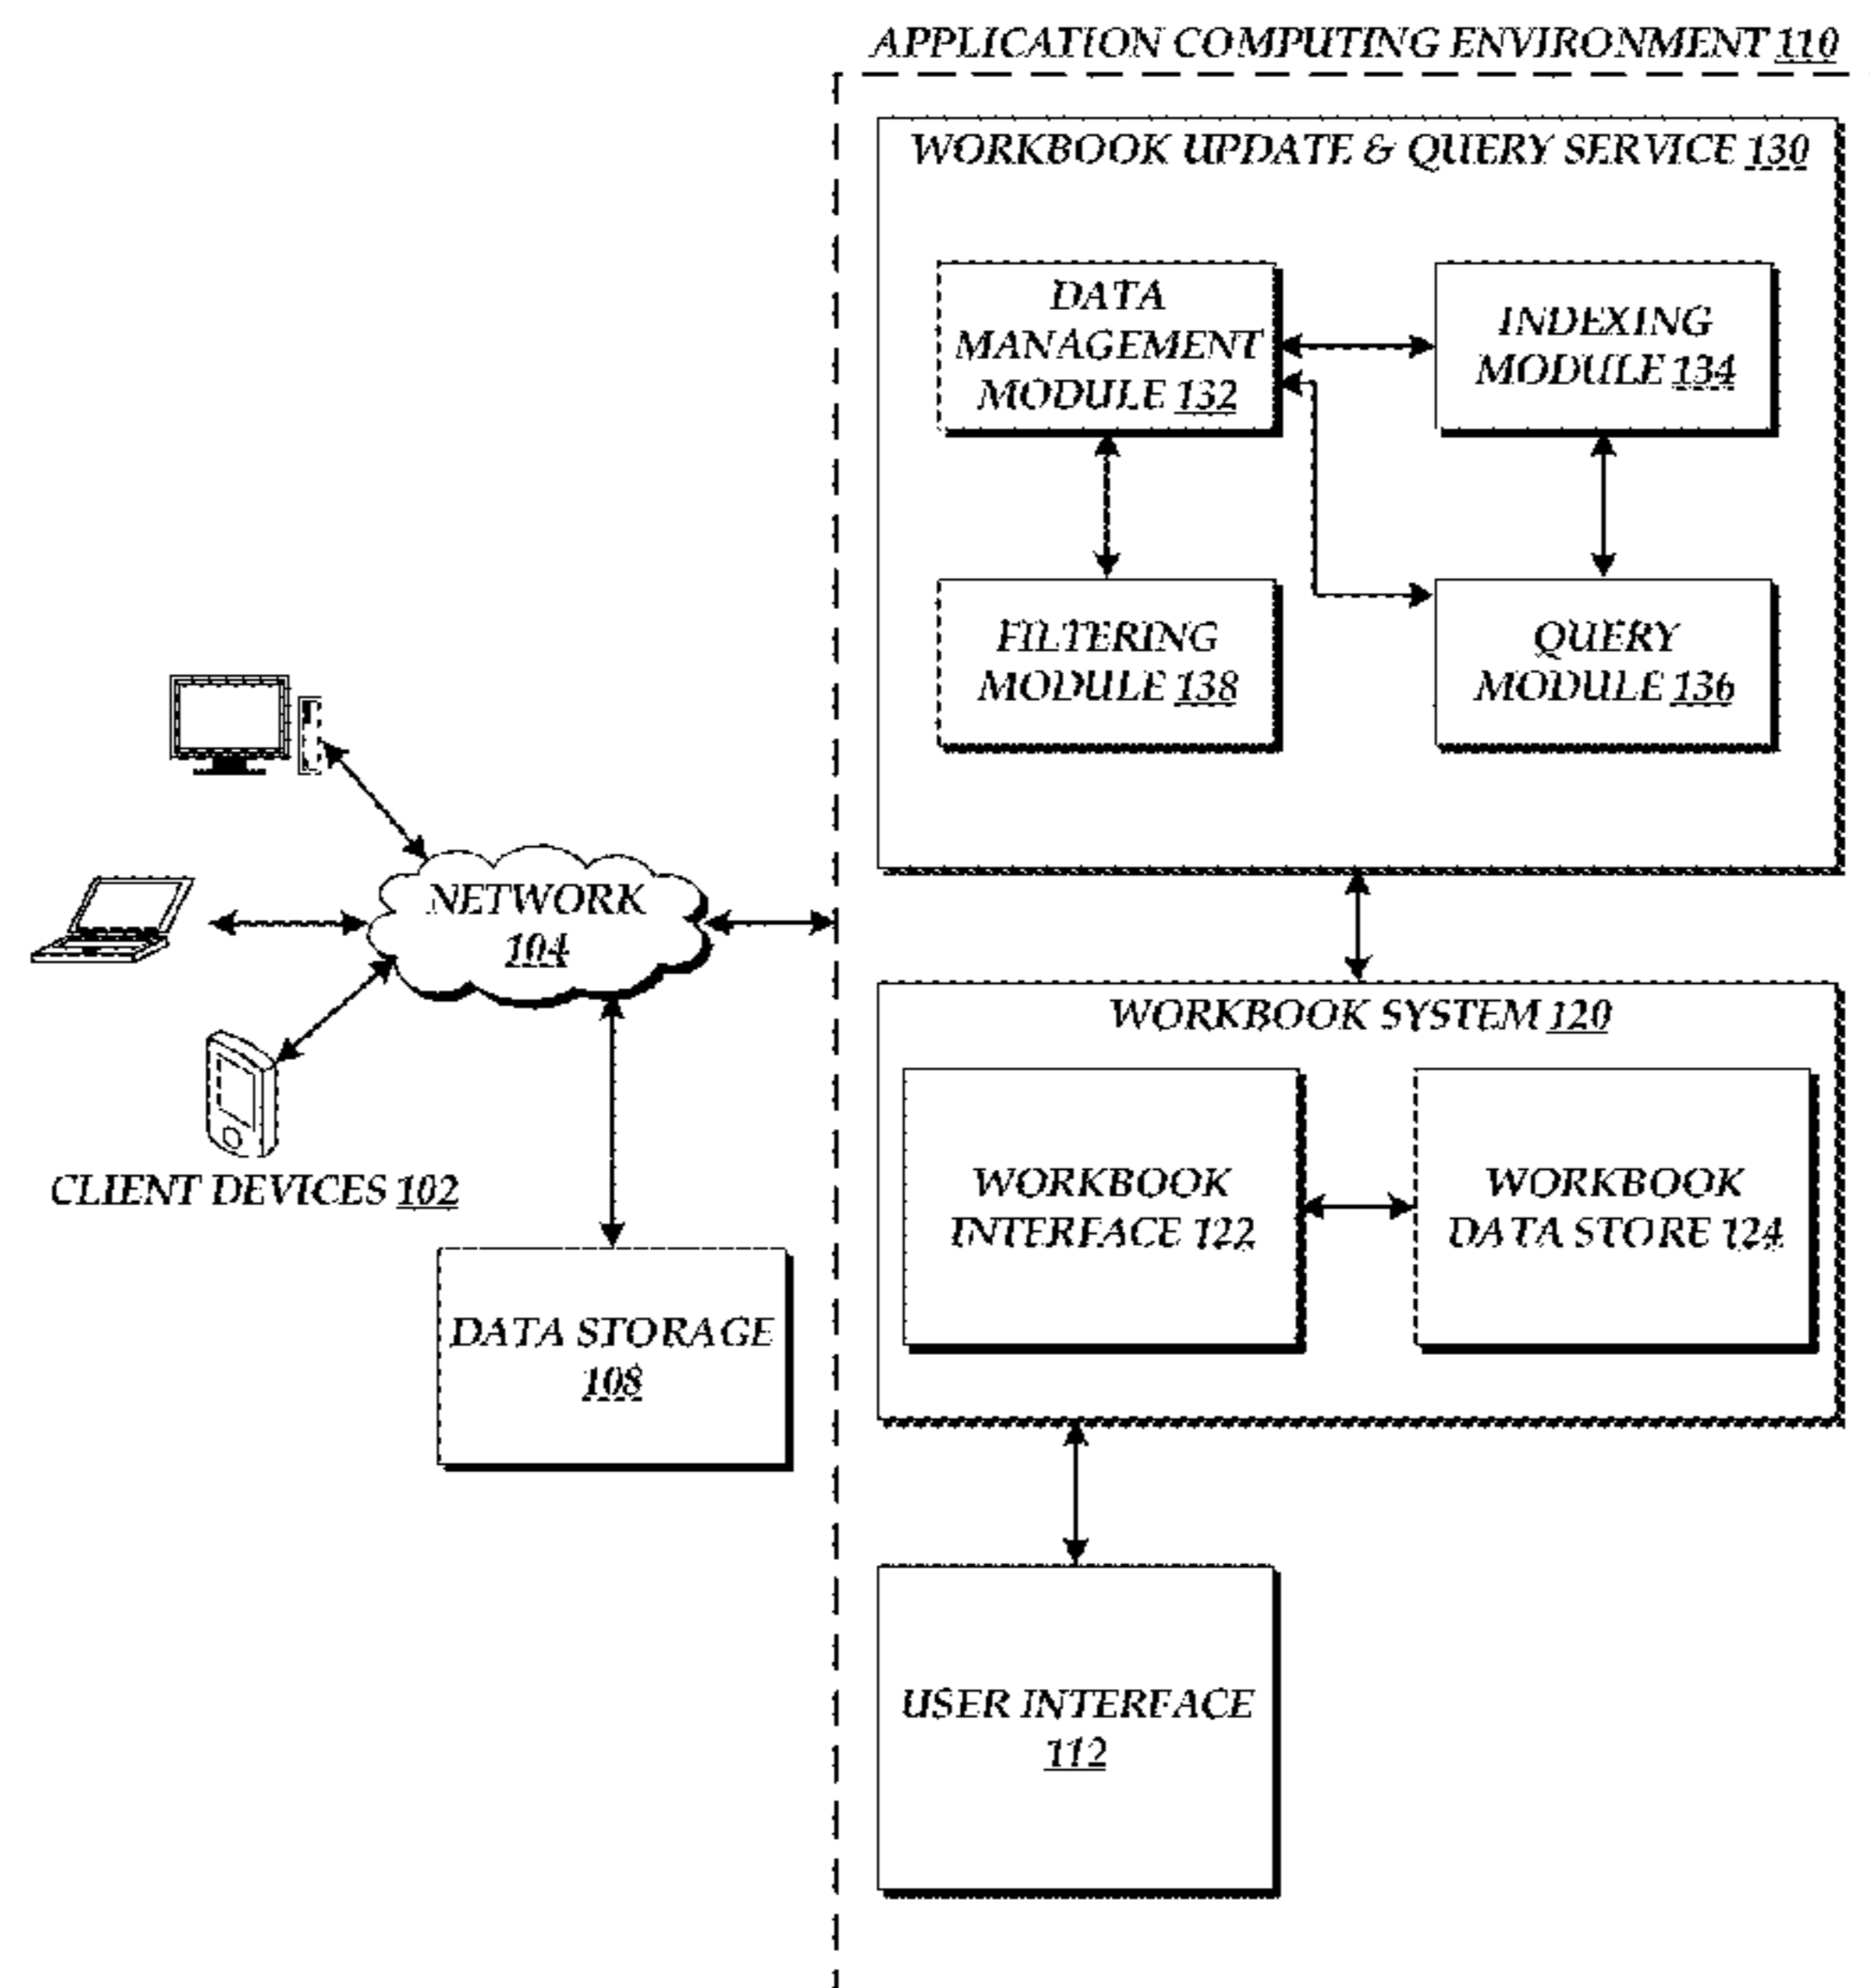 APPLICATION COMPUTING ENVIRONMENT 110
WORKBOOK UPDATE & QUERY SERVICE 130
DATA
MANAGEMENT
MODULE 132
INDEXING
MODULE 134
FILTERING
MODULE 138
QUERY
MODULE 136
NETWORK
104
CLIENT DEVICES 102
DATA STORAGE
108
WORKBOOK SYSTEM 120
WORKBOOK
INTERFACE 122
WORKBOOK
DATA STORE 124
USER INTERFACE
112